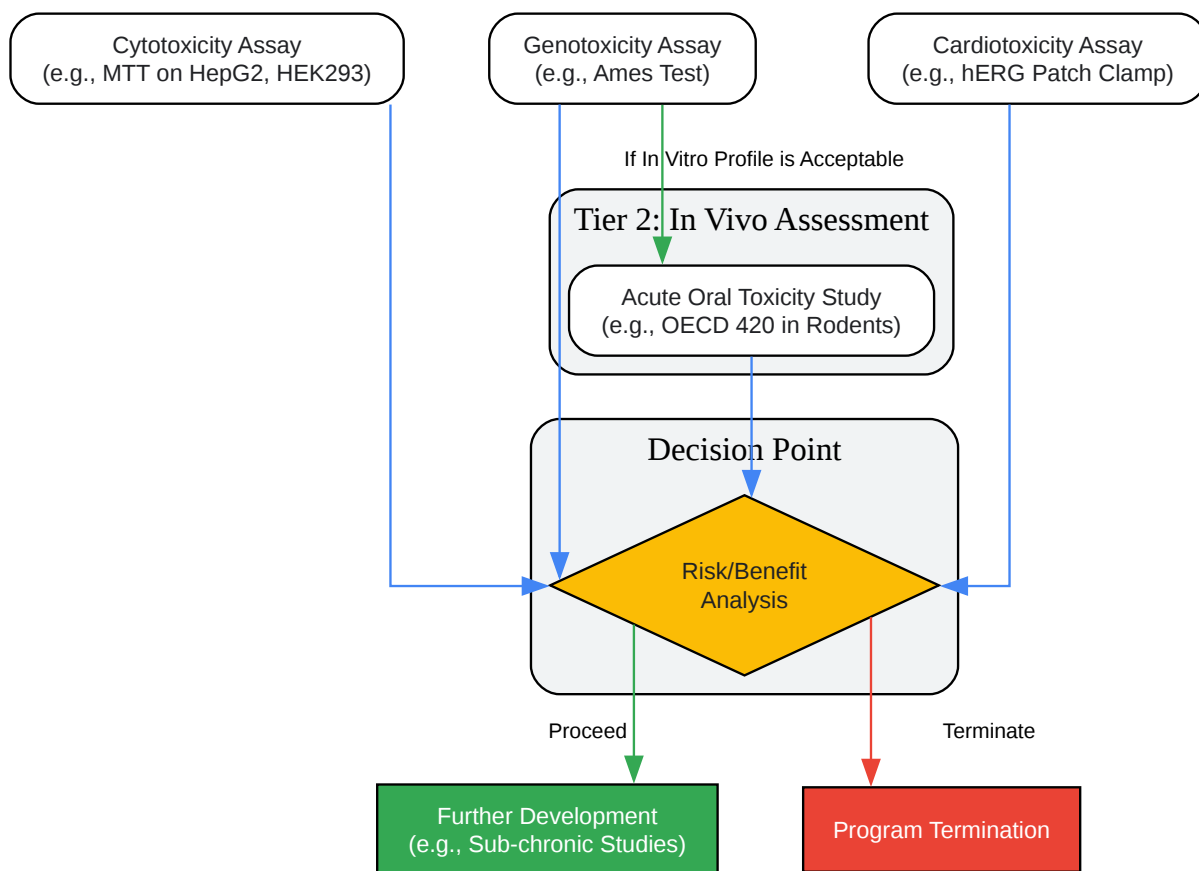 Cytotoxicity Assay
(e.g., MTT on HepG2, HEK293)
Genotoxicity Assay
(e.g., Ames Test)
Cardiotoxicity Assay
(e.g., hERG Patch Clamp)
If In Vitro Profile is Acceptable
Tier 2: In Vivo Assessment
Acute Oral Toxicity Study
(e.g., OECD 420 in Rodents)
Decision Point
Risk/Benefit
Analysis
Proceed
Terminate
Further Development
(e.g., Sub-chronic Studies)
Program Termination